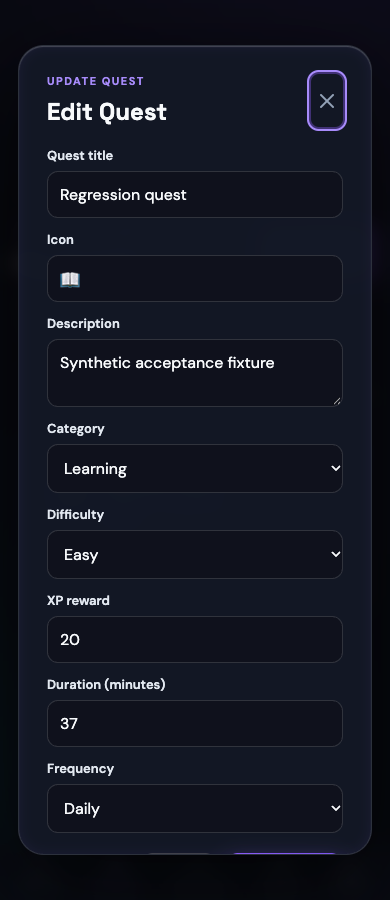 UPDATE QUEST
Edit Quest
Quest title
Regression quest
Icon
📖
Description
Synthetic acceptance fixture
Category
Learning
Difficulty
Easy
XP reward
20
Duration (minutes)
37
Frequency
Daily